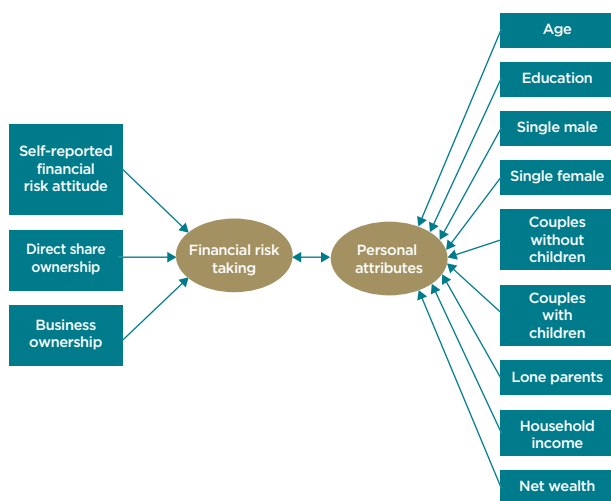 Self-reported
financial
risk attitude
Direct share
ownership
Business
ownership
Financial risk
taking
Personal
attributes
Age
Education
Single male
Single female
Couples
without
children
Couples
with
children
Lone parents
Household
income
Net wealth